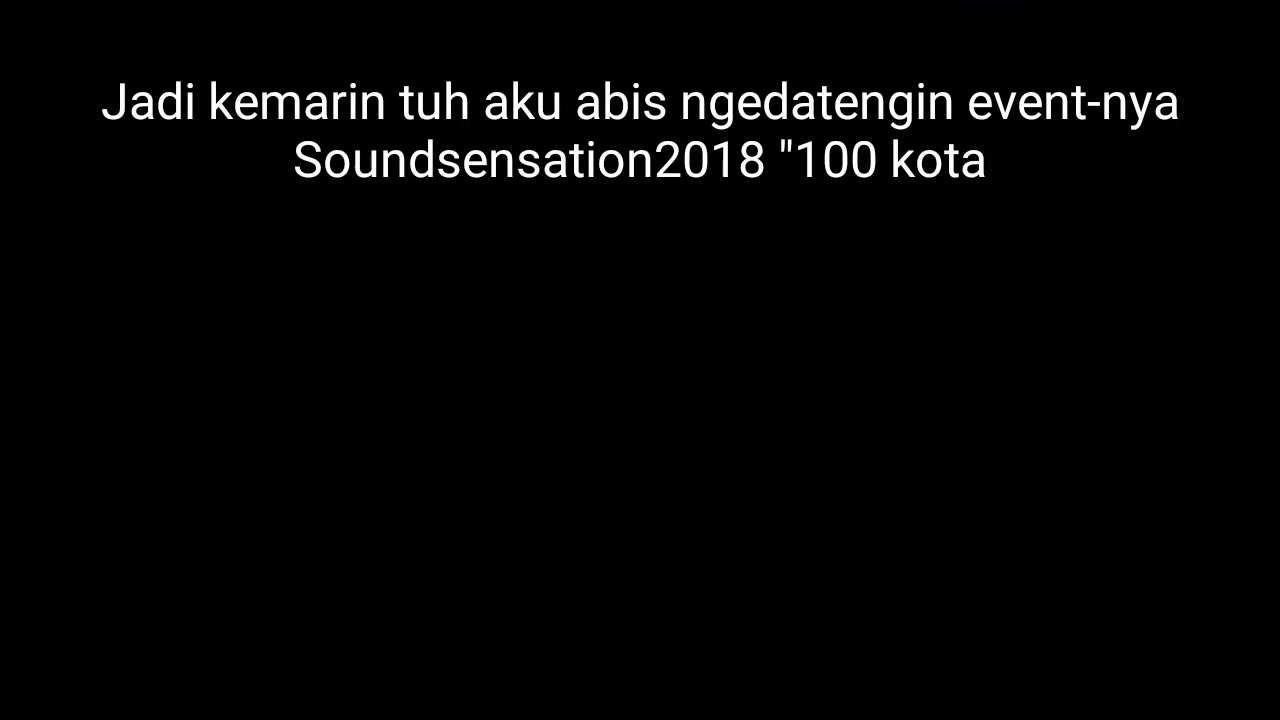 Jadi kemarin tuh aku abis ngedatengin event-nya
Soundsensation2018 "100 kota